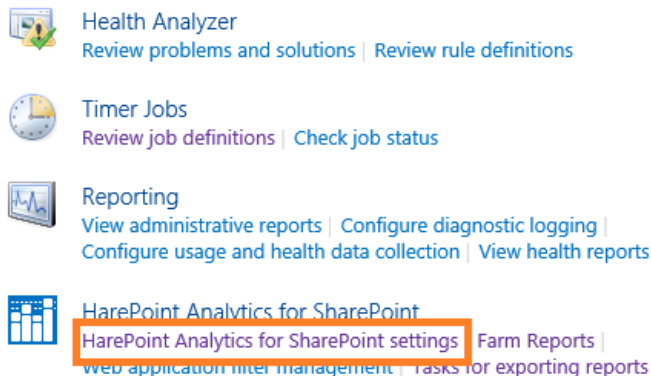 Health Analyzer
Review problems and solutions | Review rule definitions
Timer Jobs
Review job definitions | Check job status
Reporting
View administrative reports | Configure diagnostic logging |
Configure usage and health data collection | View health reports
HarePoint Analytics for SharePoint
HarePoint Analytics for SharePoint settings | Farm Reports |
Web application filter management | Tasks for exporting reports